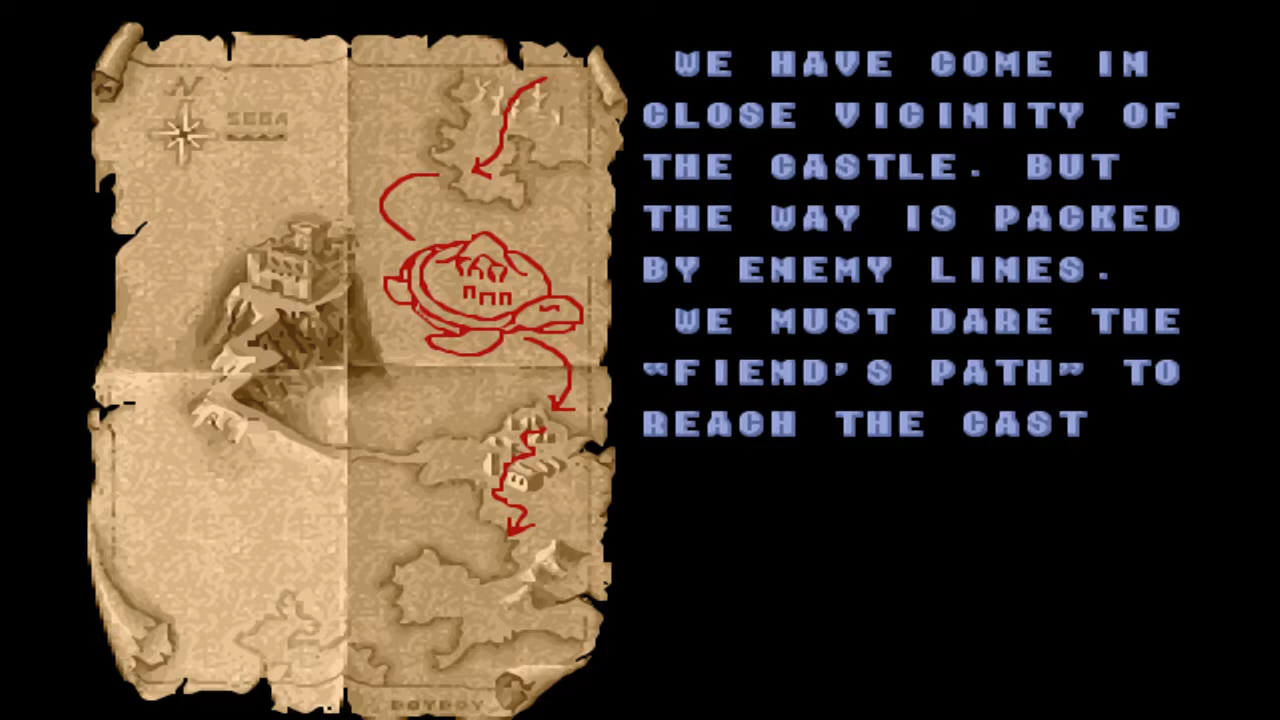 N
SEGA
WE HAVE COME IN
CLOSE VICINITY OF
THE CASTLE. BUT
THE WAY IS PACKED
BY ENEMY LINES.
WE MUST DARE THE
"FIEND'S PATH" TO
REACH THE CAST